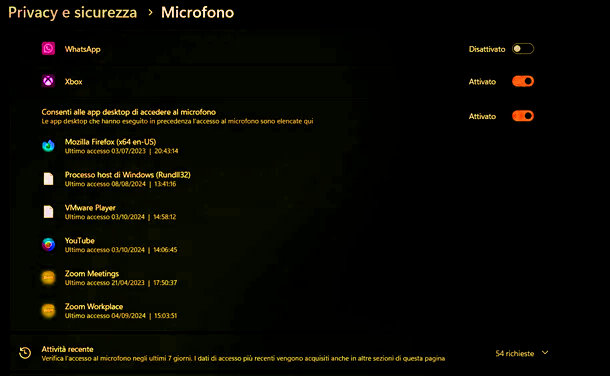 Privacy e sicurezza › Microfono
WhatsApp Disattivato
Xbox Attivato
Consenti alle app desktop di accedere al microfono
Le app desktop che hanno eseguito in precedenza l'accesso al microfono sono elencate qui
Attivato
Mozilla Firefox (x64 en-US)
Ultimo accesso 03/07/2023 | 20:43:14
Processo host di Windows (Rundll32)
Ultimo accesso 08/08/2024 | 13:41:16
VMware Player
Ultimo accesso 03/10/2024 | 14:58:12
YouTube
Ultimo accesso 03/10/2024 | 14:06:45
Zoom Meetings
Ultimo accesso 21/04/2023 | 17:50:37
Zoom Workplace
Ultimo accesso 04/09/2024 | 15:03:51
Attività recente
Verifica l'accesso al microfono negli ultimi 7 giorni. I dati di accesso più recenti vengono acquisiti anche in altre sezioni di questa pagina
54 richieste